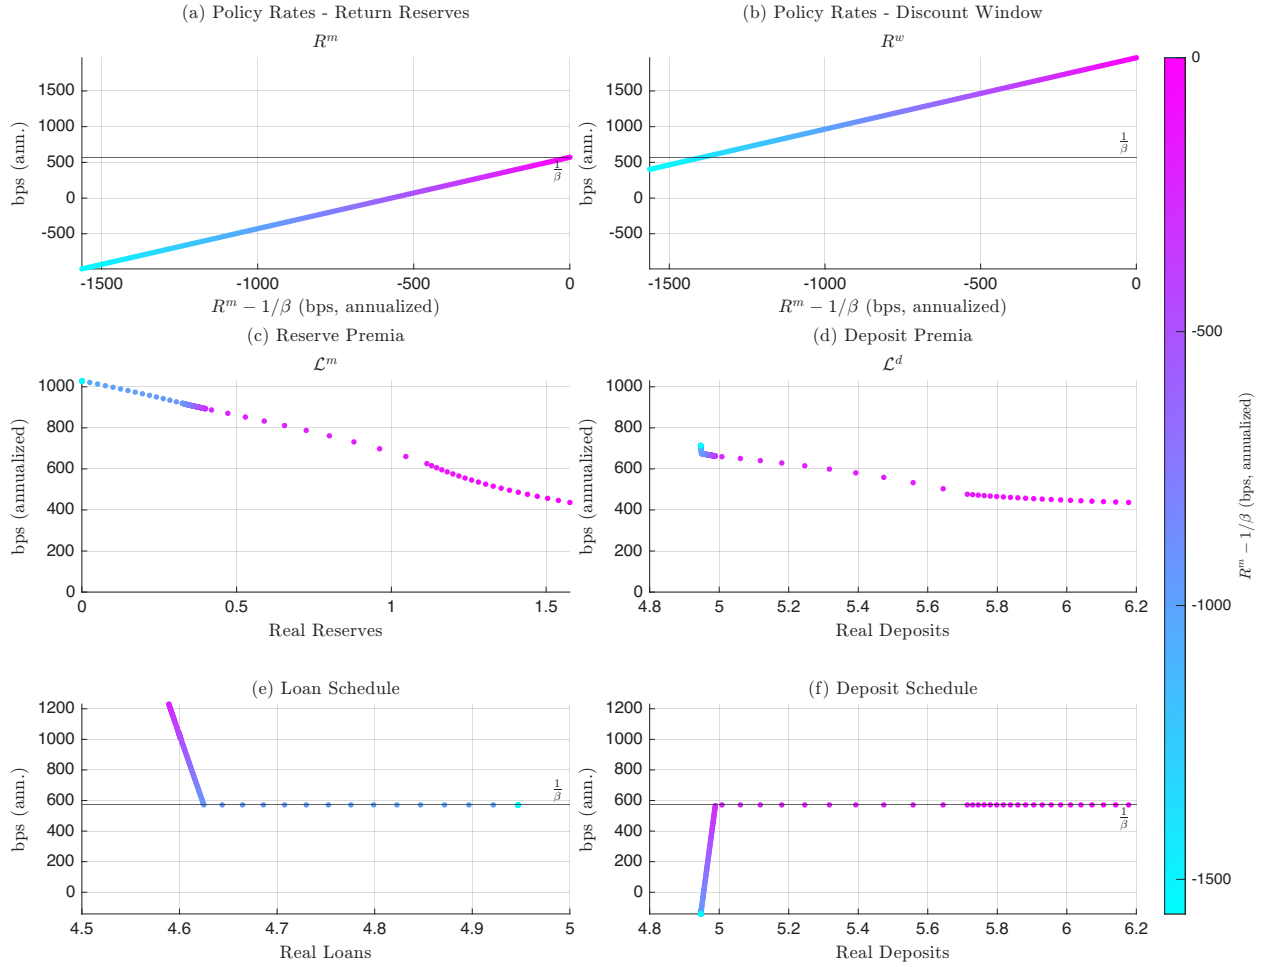 (a) Policy Rates - Return Reserves
R^m
bps (ann.)
1500
1000
500
0
-500
1/β
-1500
-1000
-500
0
R^m − 1/β (bps, annualized)
(b) Policy Rates - Discount Window
R^w
bps (ann.)
1500
1000
500
0
-500
1/β
-1500
-1000
-500
0
R^m − 1/β (bps, annualized)
(c) Reserve Premia
ℒ^m
bps (annualized)
1000
800
600
400
200
0
0
0.5
1
1.5
Real Reserves
(d) Deposit Premia
ℒ^d
bps (annualized)
1000
800
600
400
200
0
4.8
5
5.2
5.4
5.6
5.8
6
6.2
Real Deposits
(e) Loan Schedule
bps (ann.)
1200
1000
800
600
400
200
0
1/β
4.5
4.6
4.7
4.8
4.9
5
Real Loans
(f) Deposit Schedule
bps (ann.)
1200
1000
800
600
400
200
0
1/β
4.8
5
5.2
5.4
5.6
5.8
6
6.2
Real Deposits
0
-500
-1000
-1500
R^m − 1/β (bps, annualized)